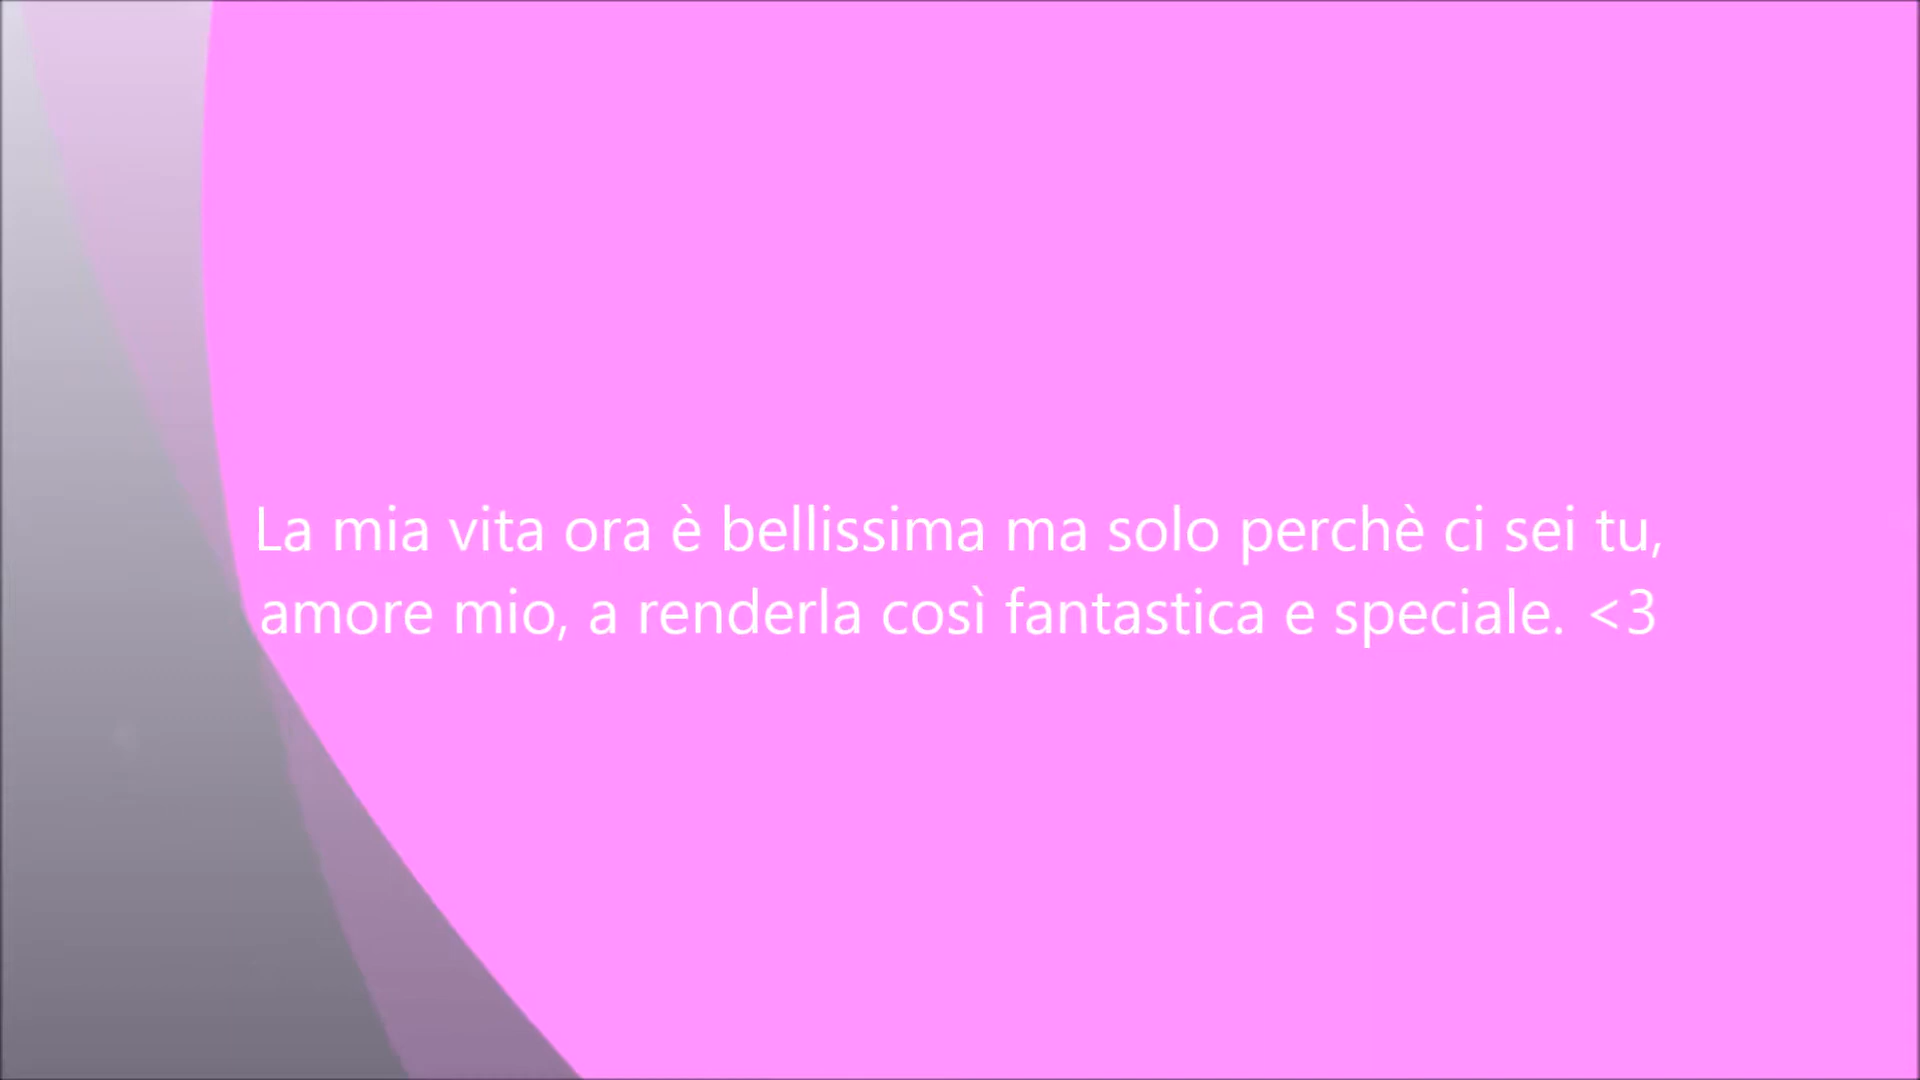 La mia vita ora è bellissima ma solo perchè ci sei tu,
amore mio, a renderla così fantastica e speciale. <3